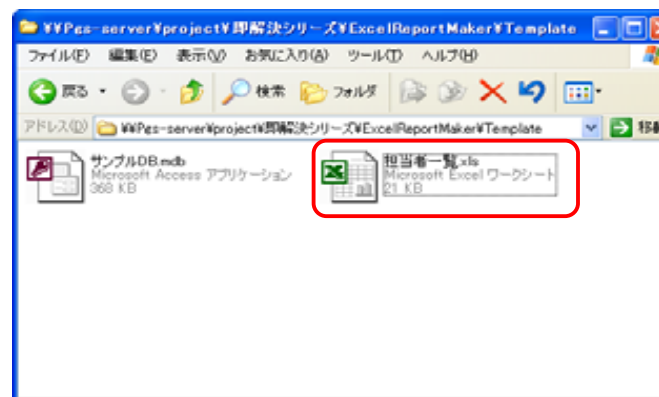 ¥¥Pgs-server¥project¥即解決シリーズ¥ExcelReportMaker¥Template
ファイル(F) 編集(E) 表示(V) お気に入り(A) ツール(T) ヘルプ(H)
戻る 検索 フォルダ
アドレス(D) ¥¥Pgs-server¥project¥即解決シリーズ¥ExcelReportMaker¥Template
サンプルDB.mdb
Microsoft Access アプリケーション
368 KB
担当者一覧.xls
Microsoft Excel ワークシート
21 KB